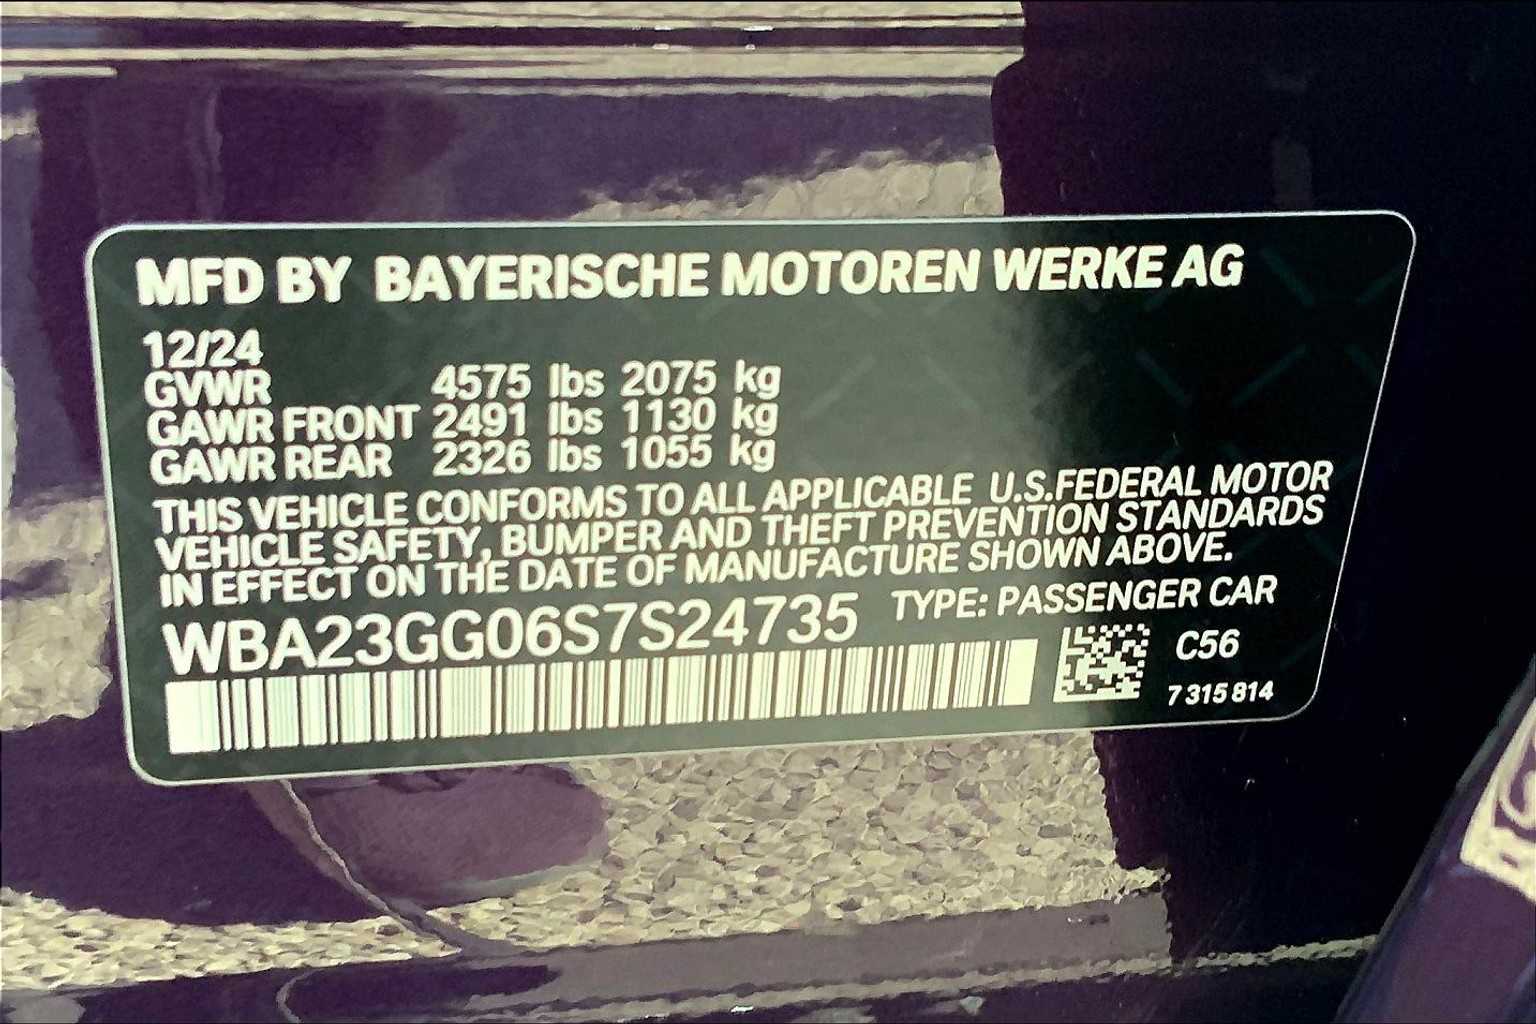 MFD BY BAYERISCHE MOTOREN WERKE AG
12/24
GVWR 4575 lbs 2075 kg
GAWR FRONT 2491 lbs 1130 kg
GAWR REAR 2326 lbs 1055 kg
THIS VEHICLE CONFORMS TO ALL APPLICABLE U.S.FEDERAL MOTOR
VEHICLE SAFETY, BUMPER AND THEFT PREVENTION STANDARDS
IN EFFECT ON THE DATE OF MANUFACTURE SHOWN ABOVE.
WBA23GG06S7S24735 TYPE: PASSENGER CAR
C56
7 315 814